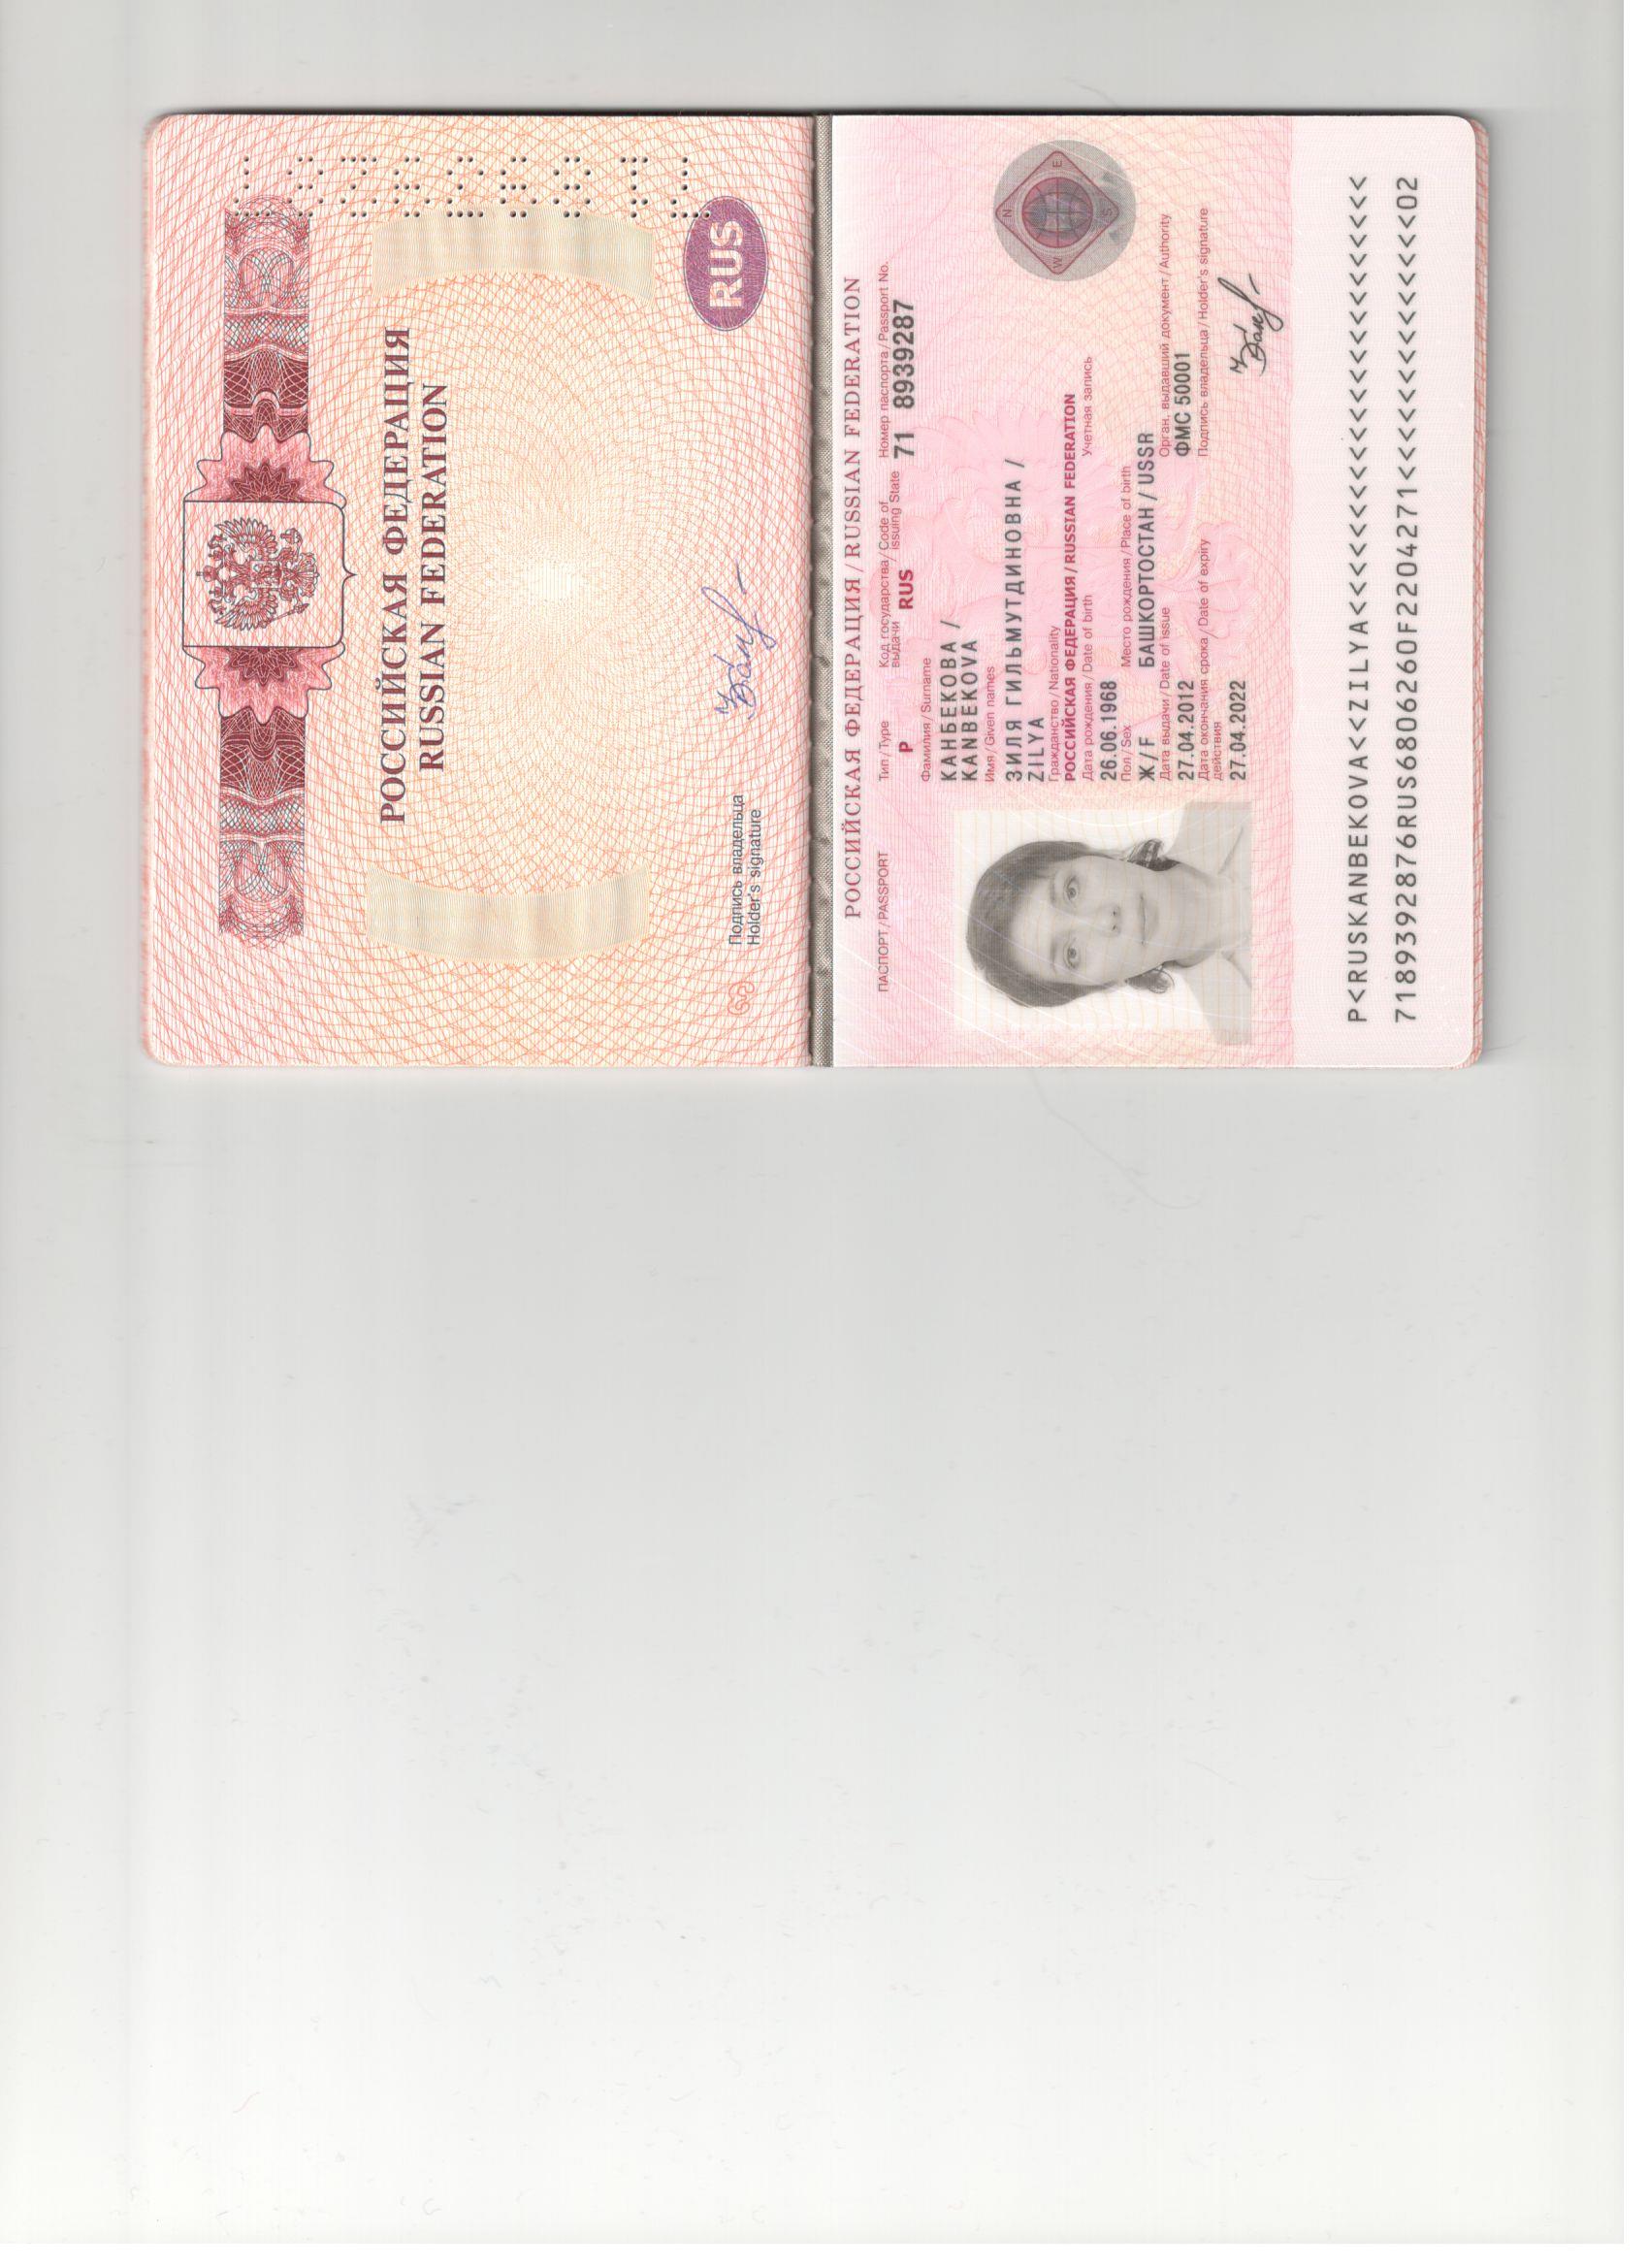 РОССИЙСКАЯ ФЕДЕРАЦИЯ
RUSSIAN FEDERATION
RUS
Подпись владельца
Holder's signature
РОССИЙСКАЯ ФЕДЕРАЦИЯ / RUSSIAN FEDERATION
ПАСПОРТ / PASSPORT
Тип / Type
Код государства / Code of
выдачи issuing State
Номер паспорта / Passport No.
P RUS 71 8939287
Фамилия / Surname
КАНБЕКОВА /
KANBEKOVA
Имя / Given names
ЗИЛЯ ГИЛЬМУТДИНОВНА /
ZILYA
Гражданство / Nationality
РОССИЙСКАЯ ФЕДЕРАЦИЯ / RUSSIAN FEDERATION
Дата рождения / Date of birth
Учетная запись
26.06.1968
Пол / Sex
Место рождения / Place of birth
Ж / F БАШКОРТОСТАН / USSR
Дата выдачи / Date of issue
Орган, выдавший документ / Authority
27.04.2012 ФМС 50001
Дата окончания срока / Date of expiry
действия
Подпись владельца / Holder's signature
27.04.2022
N
E
S
W
P<RUSKANBEKOVA<<ZILYA<<<<<<<<<<<<<<<<<<<<<<<
7189392876RUS6806260F2204271<<<<<<<<<<<<<<02